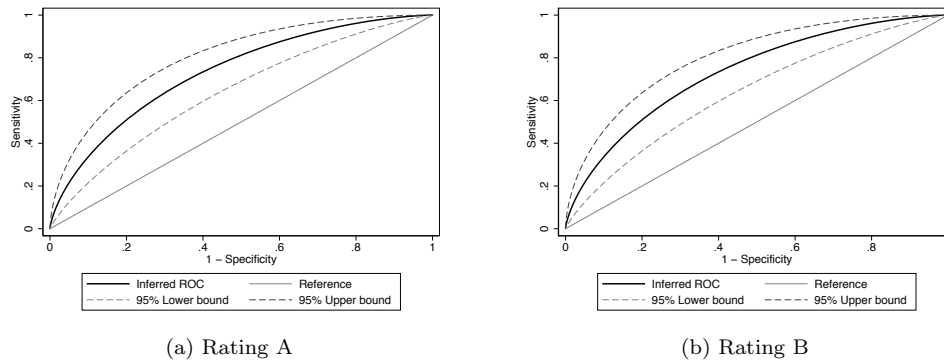 1
.8
.6
.4
.2
0
Sensitivity
0 .2 .4 .6 .8 1
1 − Specificity
Inferred ROC Reference
95% Lower bound 95% Upper bound
(a) Rating A
1
.8
.6
.4
.2
0
Sensitivity
0 .2 .4 .6 .8
1 − Specificity
Inferred ROC Reference
95% Lower bound 95% Upper bound
(b) Rating B